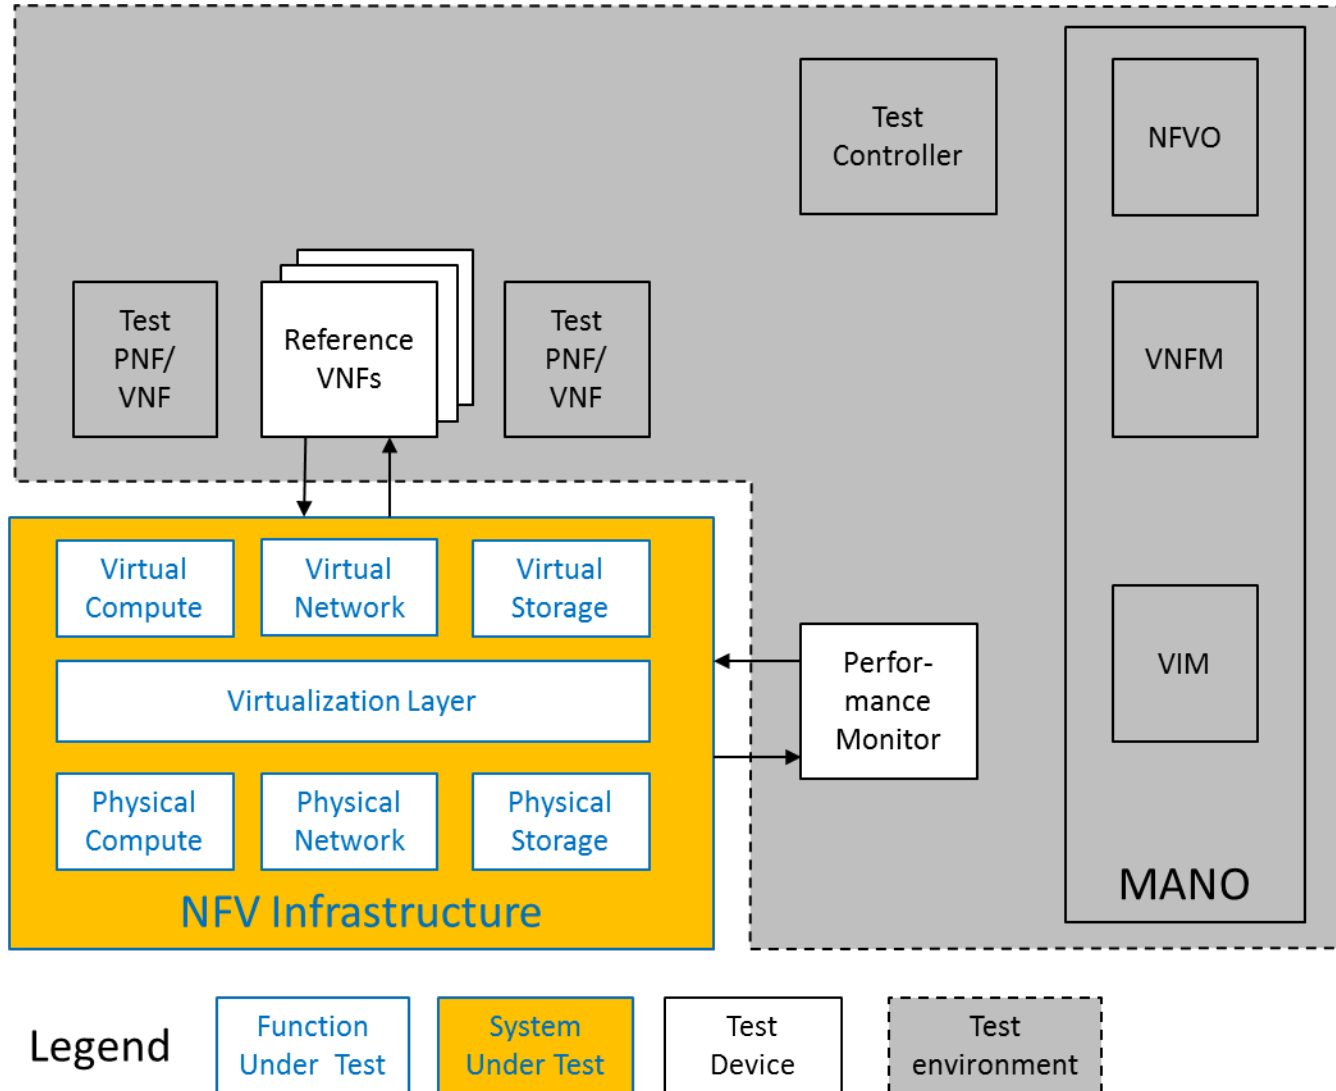 Test
Controller
NFVO
Test
PNF/
VNF
Reference
VNFs
Test
PNF/
VNF
VNFM
Virtual
Compute
Virtual
Network
Virtual
Storage
Virtualization Layer
Perfor-
mance
Monitor
VIM
Physical
Compute
Physical
Network
Physical
Storage
NFV Infrastructure
MANO
Legend
Function
Under Test
System
Under Test
Test
Device
Test
environment